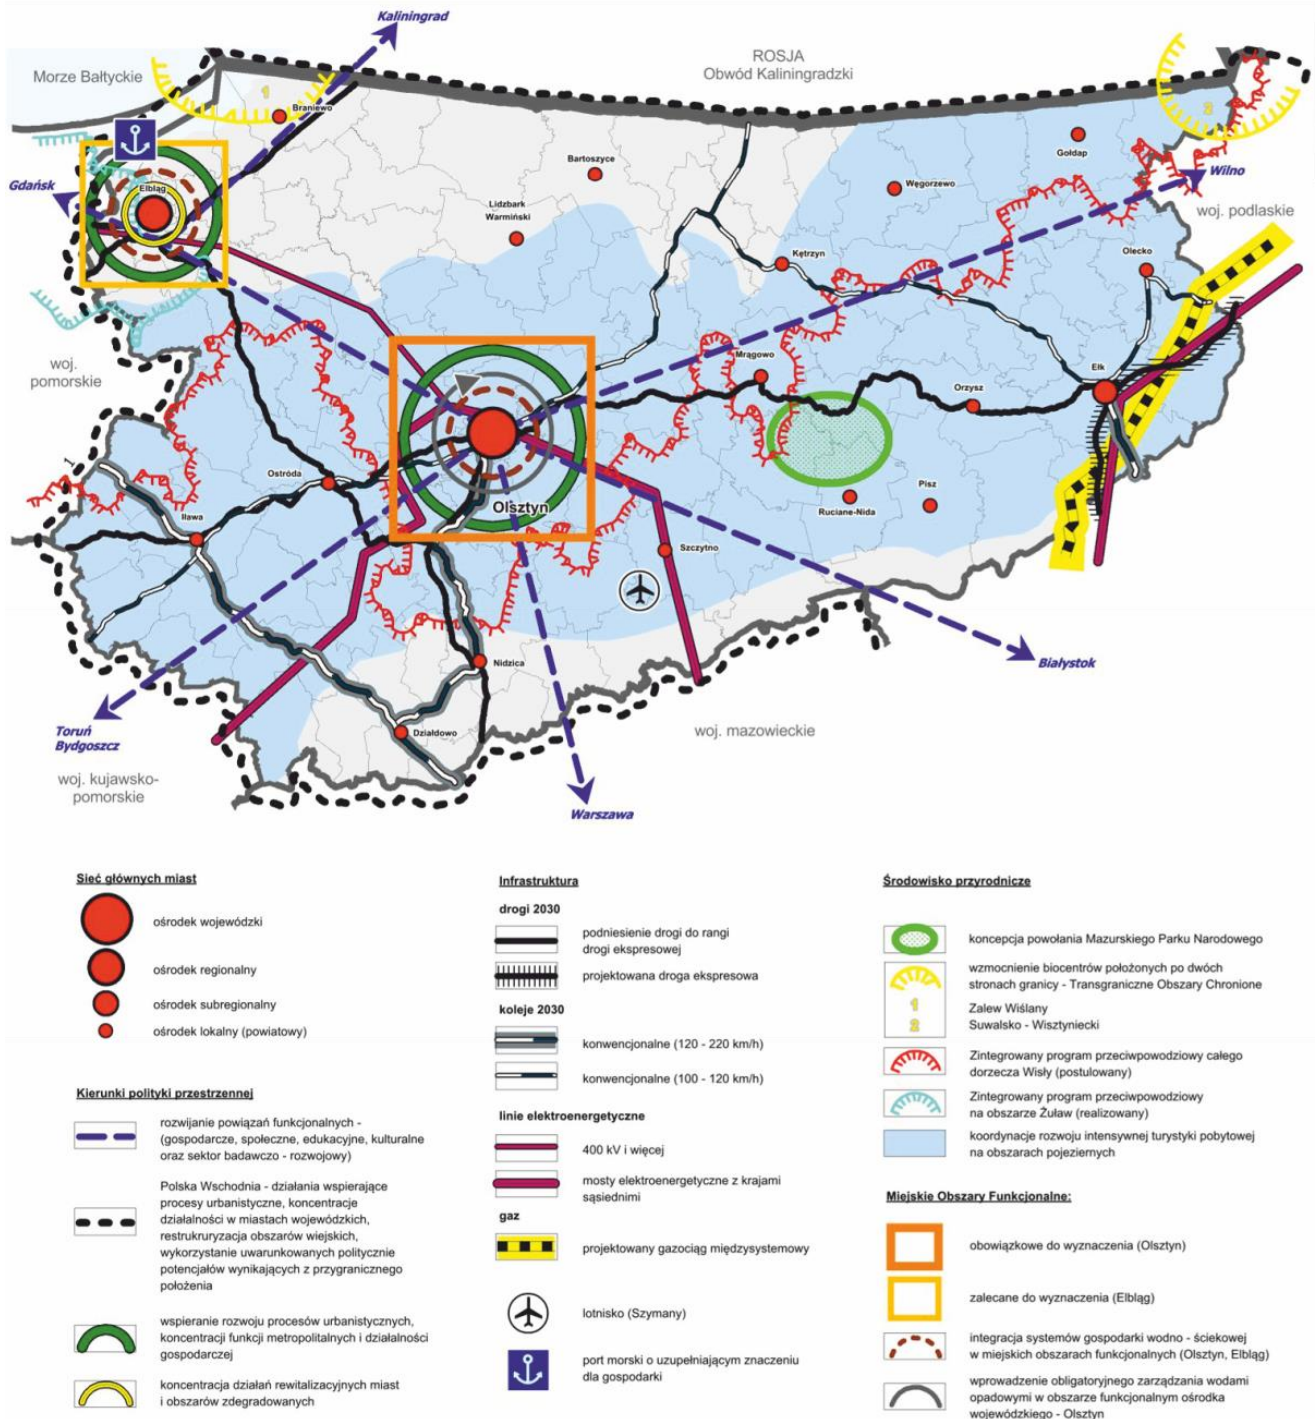 Kaliningrad
Morze Bałtyckie
ROSJA
Obwód Kaliningradzki
1
Braniewo
2
Gołdap
Bartoszyce
Gdańsk
Elbląg
Węgorzewo
Wilno
Lidzbark
Warmiński
woj. podlaskie
Kętrzyn
Olecko
woj.
pomorskie
Mrągowo
Ełk
Orzysz
Ostróda
Olsztyn
Pisz
Ruciane-Nida
Iława
Szczytno
Nidzica
Białystok
Toruń
Bydgoszcz
Działdowo
woj. mazowieckie
woj. kujawsko-
pomorskie
Warszawa
Sieć głównych miast
ośrodek wojewódzki
ośrodek regionalny
ośrodek subregionalny
ośrodek lokalny (powiatowy)
Kierunki polityki przestrzennej
rozwijanie powiązań funkcjonalnych -
(gospodarcze, społeczne, edukacyjne, kulturalne
oraz sektor badawczo - rozwojowy)
Polska Wschodnia - działania wspierające
procesy urbanistyczne, koncentracje
działalności w miastach wojewódzkich,
restrukruryzacja obszarów wiejskich,
wykorzystanie uwarunkowanych politycznie
potencjałów wynikających z przygranicznego
położenia
wspieranie rozwoju procesów urbanistycznych,
koncentracji funkcji metropolitalnych i działalności
gospodarczej
koncentracja działań rewitalizacyjnych miast
i obszarów zdegradowanych
Infrastruktura
drogi 2030
podniesienie drogi do rangi
drogi ekspresowej
projektowana droga ekspresowa
koleje 2030
konwencjonalne (120 - 220 km/h)
konwencjonalne (100 - 120 km/h)
linie elektroenergetyczne
400 kV i więcej
mosty elektroenergetyczne z krajami
sąsiednimi
gaz
projektowany gazociąg międzysystemowy
lotnisko (Szymany)
port morski o uzupełniającym znaczeniu
dla gospodarki
Środowisko przyrodnicze
koncepcja powołania Mazurskiego Parku Narodowego
wzmocnienie biocentrów położonych po dwóch
stronach granicy - Transgraniczne Obszary Chronione
1 Zalew Wiślany
2 Suwalsko - Wisztyniecki
Zintegrowany program przeciwpowodziowy całego
dorzecza Wisły (postulowany)
Zintegrowany program przeciwpowodziowy
na obszarze Żuław (realizowany)
koordynacje rozwoju intensywnej turystyki pobytowej
na obszarach pojeziernych
Miejskie Obszary Funkcjonalne:
obowiązkowe do wyznaczenia (Olsztyn)
zalecane do wyznaczenia (Elbląg)
integracja systemów gospodarki wodno - ściekowej
w miejskich obszarach funkcjonalnych (Olsztyn, Elbląg)
wprowadzenie obligatoryjnego zarządzania wodami
opadowymi w obszarze funkcjonalnym ośrodka
wojewódzkiego - Olsztyn